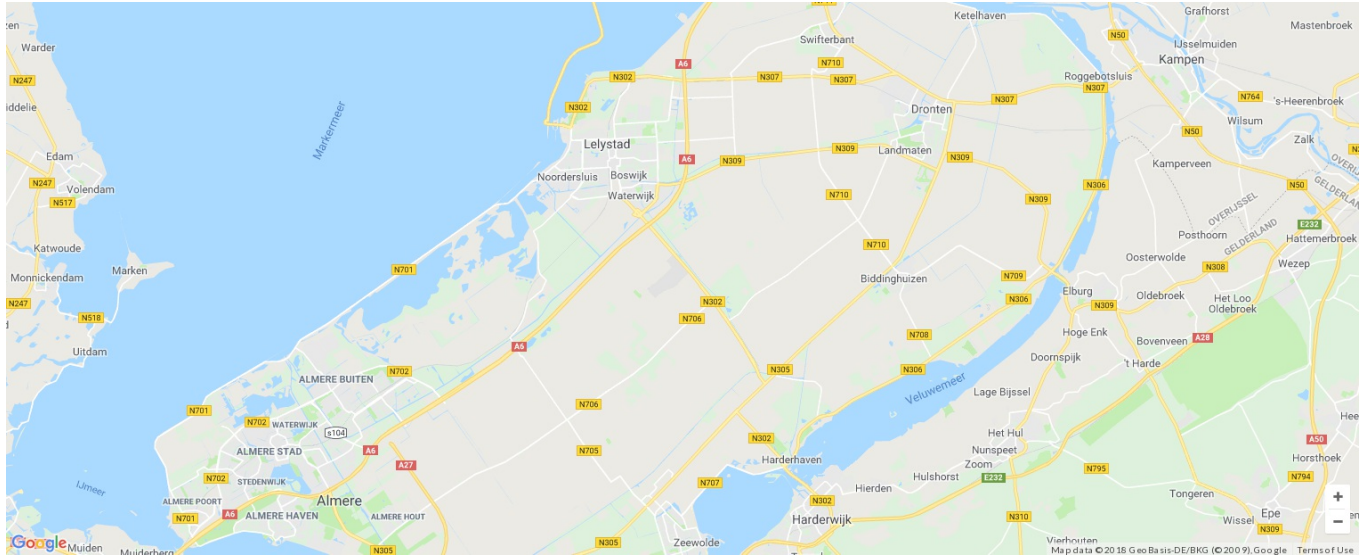 Grafhorst
Ketelhaven
Mastenbroek
N50
IJsselmuiden
Warder
Swifterbant
Kampen
A6
N710
Roggebotsluis
N302
N307
N307
N307
N247
N764
's-Heerenbroek
N307
N302
Dronten
Wilsum
Markermeer
N50
Zalk
Lelystad
Landmaten
N309
Edam
A6
N309
N309
Kamperveen
Noordersluis
Boswijk
N247
Volendam
Waterwijk
N710
N306
N50
N517
N309
OVERIJSSEL
GELDERLAND
E232
Katwoude
N710
Posthoorn
Hattemerbroek
Marken
N701
Oosterwolde
N308
Wezep
Monnickendam
Biddinghuizen
N709
Elburg
Oldebroek
N302
N306
N309
Het Loo
Oldebroek
N247
N518
N706
Hoge Enk
Uitdam
A6
N708
Bovenveen
A28
Doornspijk
't Harde
N702
N305
N306
ALMERE BUITEN
Veluwemeer
Lage Bijssel
N701
N706
N702
WATERWIJK
s104
N302
Het Hul
A50
ALMERE STAD
A6
N705
Nunspeet
Horsthoek
A27
Harderhaven
Zoom
N795
N702
STEDENWIJK
N707
Hierden
Hulshorst
E232
N794
IJmeer
ALMERE POORT
Almere
N302
Tongeren
N701
A6
ALMERE HAVEN
ALMERE HOUT
Harderwijk
N310
Epe
Wissel
N309
Google
Muiden
Muiderberg
N305
N305
Zeewolde
Vierhouten
Map data ©2018 GeoBasis-DE/BKG (©2009), Google
Terms of Use